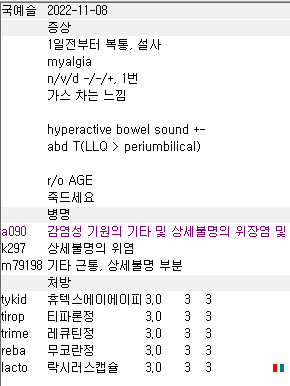 국예슬 2022-11-08
증상
1일전부터 복통, 설사
myalgia
n/v/d -/-/+, 1번
가스 차는 느낌
hyperactive bowel sound +-
abd T(LLQ > periumbilical)
r/o AGE
죽드세요
병명
a090 감염성 기원의 기타 및 상세불명의 위장염 및
k297 상세불명의 위염
m79198 기타 근통, 상세불명 부분
처방
tykid 휴텍스에이에이피 3.0 3 3
tirop 티파론정 3.0 3 3
trime 레큐틴정 3.0 3 3
reba 무코란정 3.0 3 3
lacto 락시러스캡슐 3.0 3 3